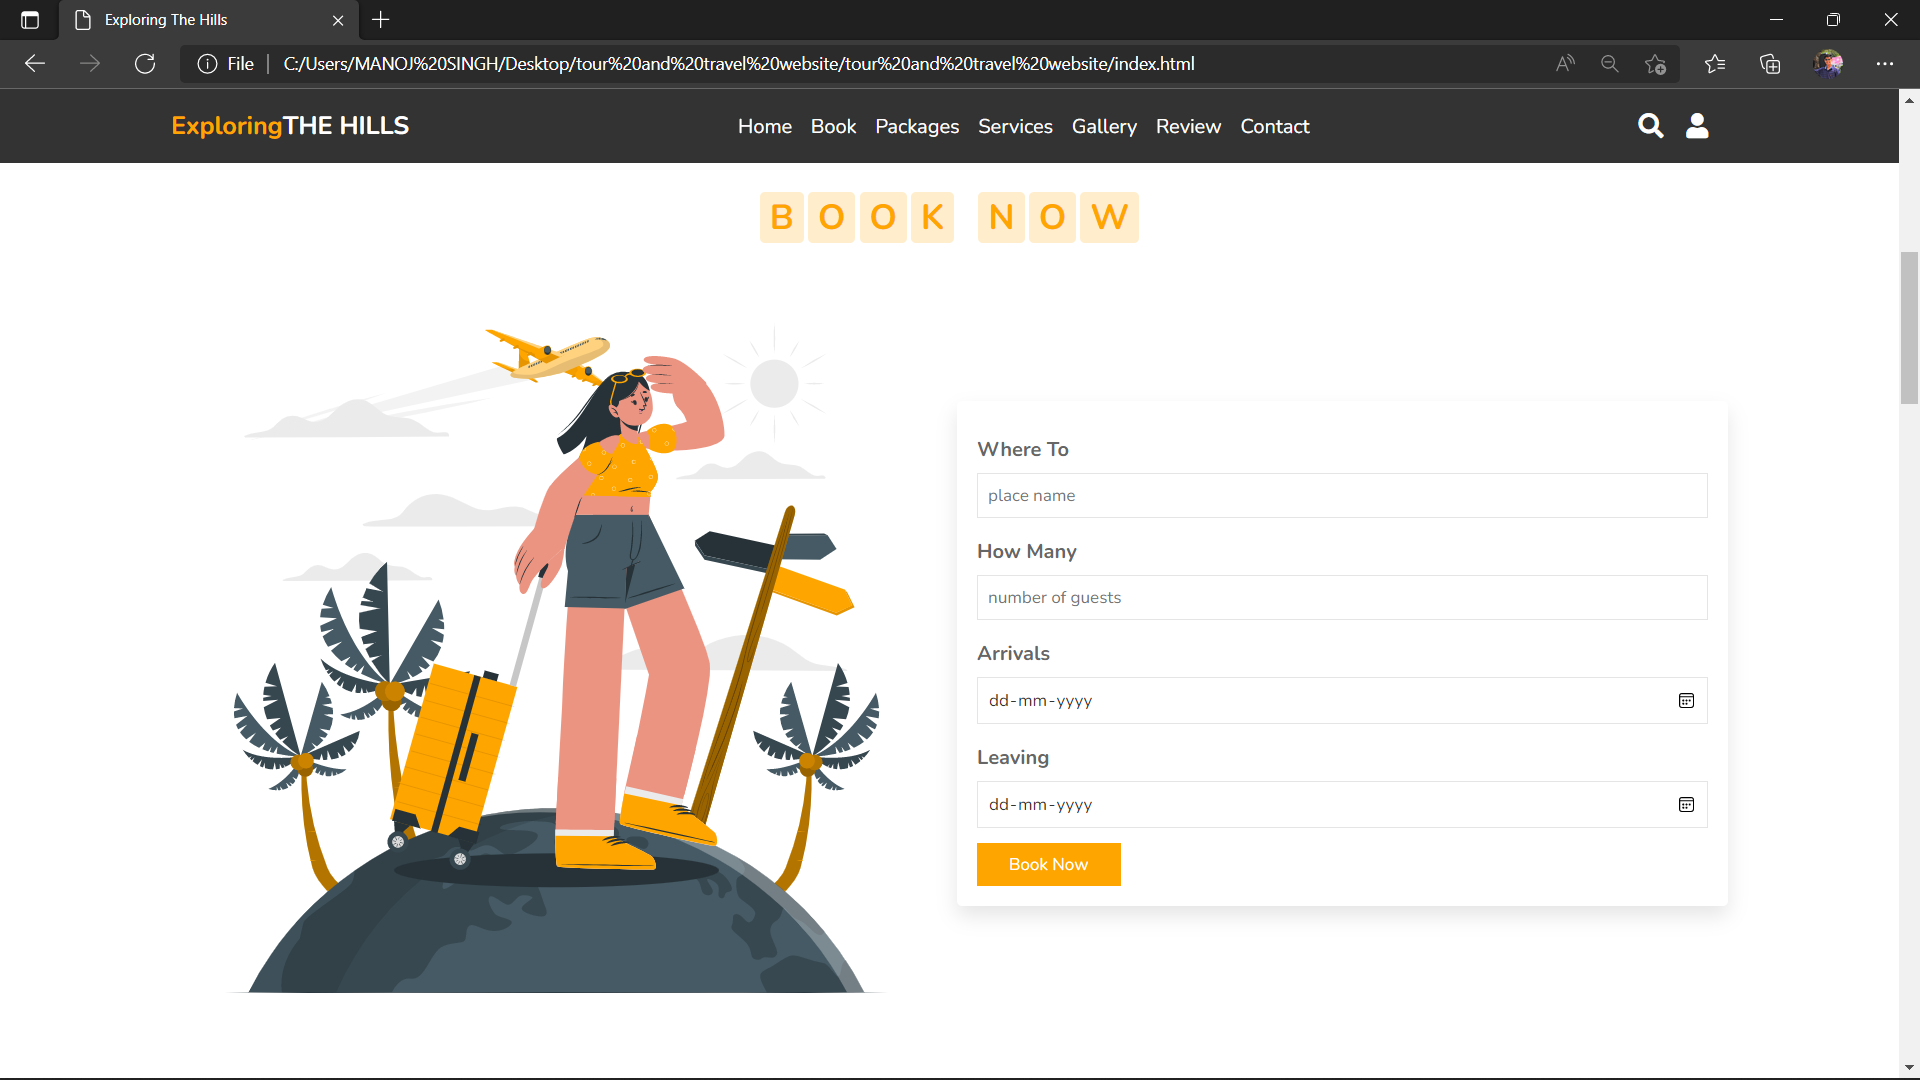 Exploring The Hills
File
C:/Users/MANOJ%20SINGH/Desktop/tour%20and%20travel%20website/tour%20and%20travel%20website/index.html
ExploringTHE HILLS
Home Book Packages Services Gallery Review Contact
BOOK NOW
Where To
place name
How Many
number of guests
Arrivals
dd-mm-yyyy
Leaving
dd-mm-yyyy
Book Now